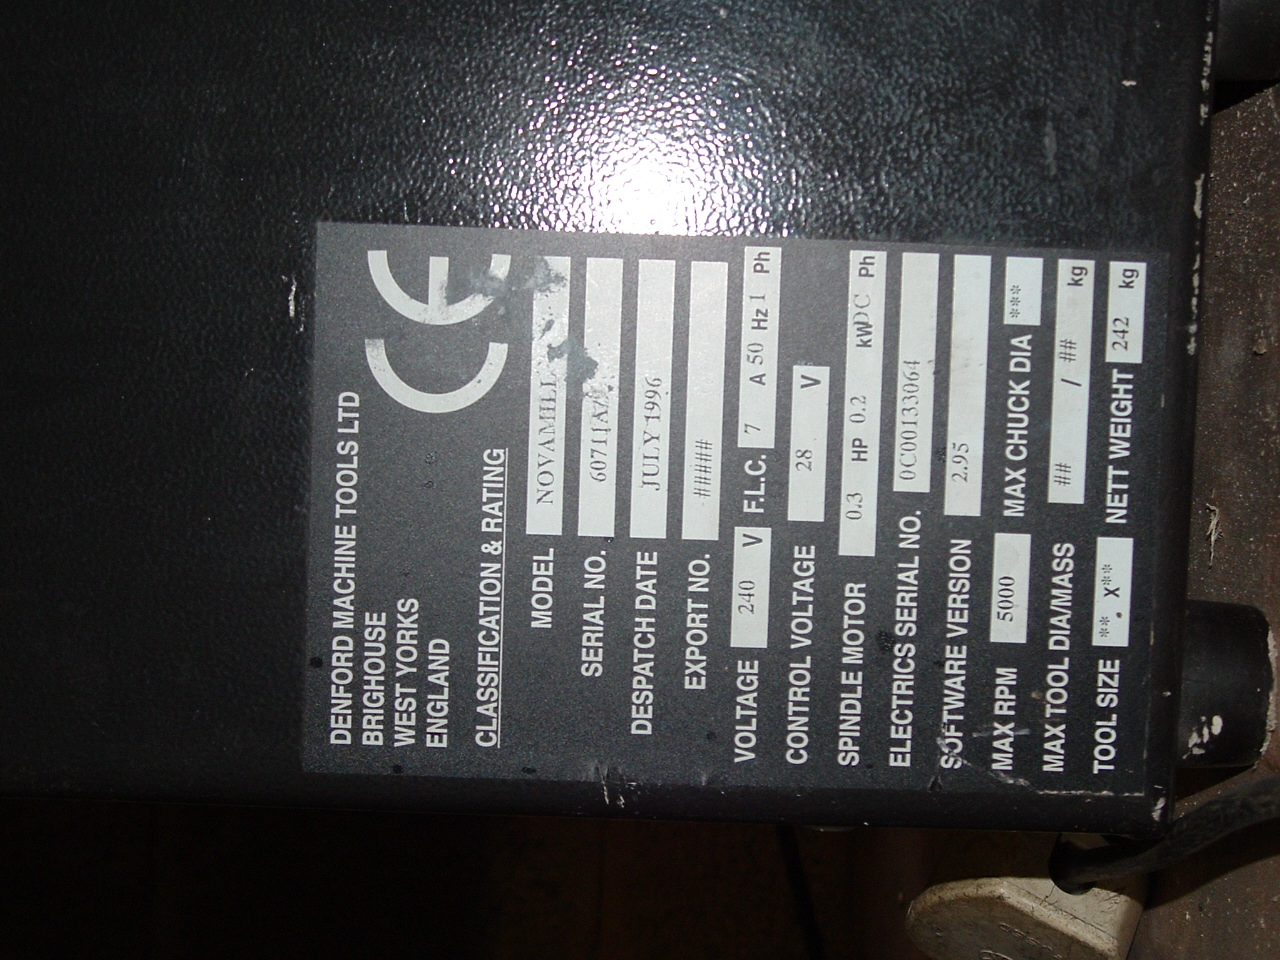 DENFORD MACHINE TOOLS LTD
BRIGHOUSE
WEST YORKS
ENGLAND
CE
CLASSIFICATION & RATING
MODEL NOVAMILL
SERIAL NO.
DESPATCH DATE JULY 1996
EXPORT NO. #####
VOLTAGE 240 V F.L.C. 7 A 50 Hz 1 Ph
CONTROL VOLTAGE 28 V
SPINDLE MOTOR 0.3 HP 0.2 kW DC Ph
ELECTRICS SERIAL NO. 0C00133064
SOFTWARE VERSION 2.95
MAX RPM 5000 MAX CHUCK DIA ***
MAX TOOL DIA/MASS ## / ## kg
TOOL SIZE **. X** NETT WEIGHT 242 kg